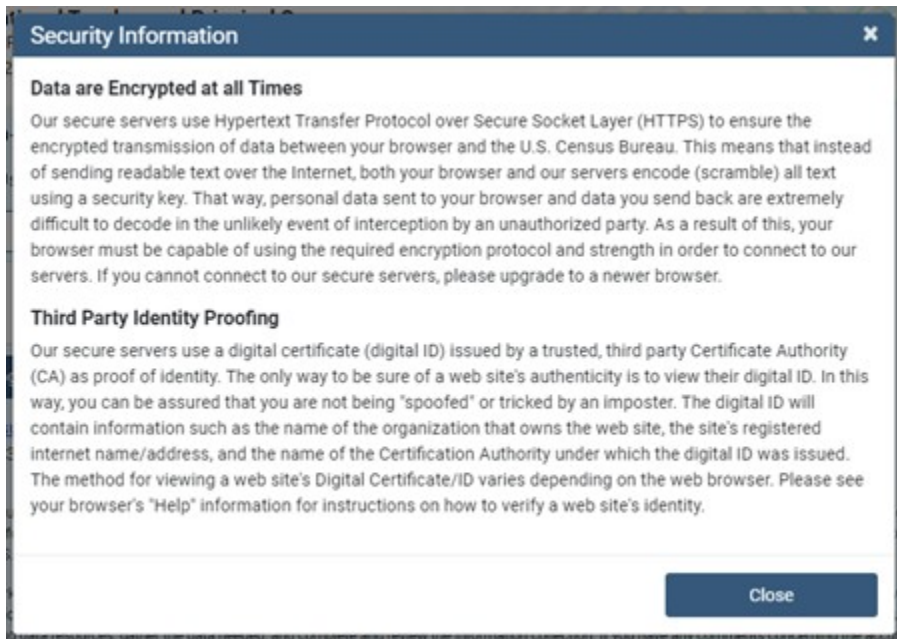 Security Information
Data are Encrypted at all Times
Our secure servers use Hypertext Transfer Protocol over Secure Socket Layer (HTTPS) to ensure the
encrypted transmission of data between your browser and the U.S. Census Bureau. This means that instead
of sending readable text over the Internet, both your browser and our servers encode (scramble) all text
using a security key. That way, personal data sent to your browser and data you send back are extremely
difficult to decode in the unlikely event of interception by an unauthorized party. As a result of this, your
browser must be capable of using the required encryption protocol and strength in order to connect to our
servers. If you cannot connect to our secure servers, please upgrade to a newer browser.
Third Party Identity Proofing
Our secure servers use a digital certificate (digital ID) issued by a trusted, third party Certificate Authority
(CA) as proof of identity. The only way to be sure of a web site's authenticity is to view their digital ID. In this
way, you can be assured that you are not being "spoofed" or tricked by an imposter. The digital ID will
contain information such as the name of the organization that owns the web site, the site's registered
internet name/address, and the name of the Certification Authority under which the digital ID was issued.
The method for viewing a web site's Digital Certificate/ID varies depending on the web browser. Please see
your browser's "Help" information for instructions on how to verify a web site's identity.
Close